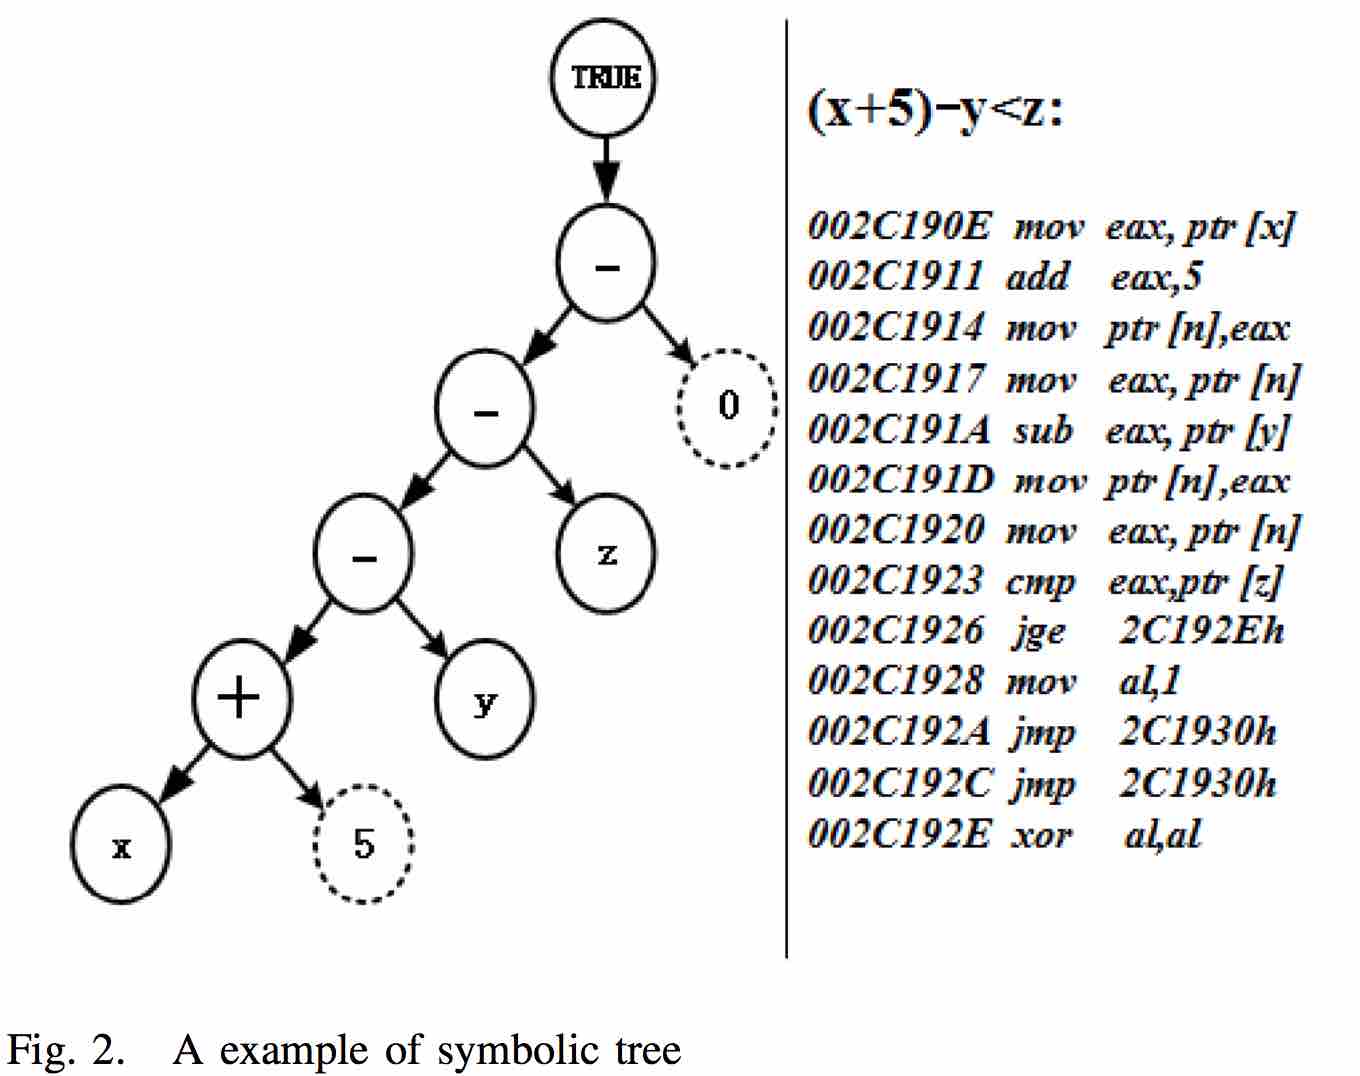 TRUE
−
−
0
−
z
+
y
x
5
(x+5)−y<z:
002C190E mov eax, ptr [x]
002C1911 add eax,5
002C1914 mov ptr [n],eax
002C1917 mov eax, ptr [n]
002C191A sub eax, ptr [y]
002C191D mov ptr [n],eax
002C1920 mov eax, ptr [n]
002C1923 cmp eax,ptr [z]
002C1926 jge 2C192Eh
002C1928 mov al,1
002C192A jmp 2C1930h
002C192C jmp 2C1930h
002C192E xor al,al
Fig. 2. A example of symbolic tree